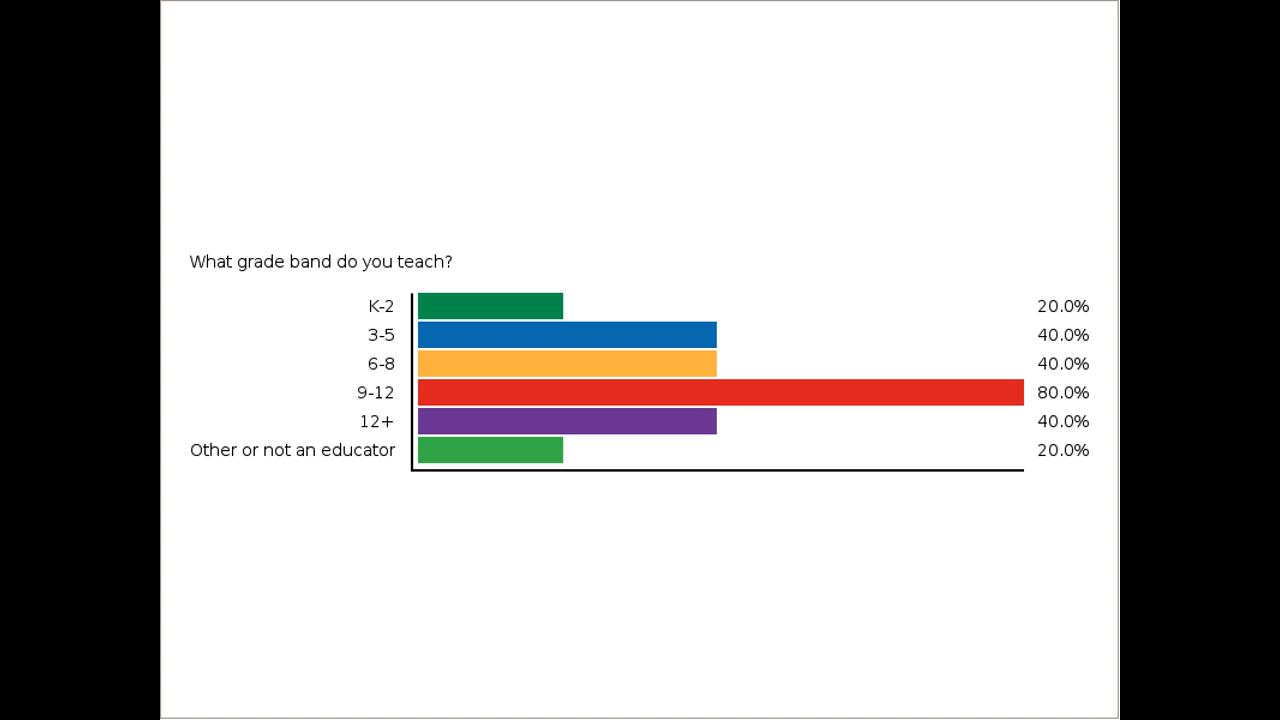 What grade band do you teach?
K-2 20.0%
3-5 40.0%
6-8 40.0%
9-12 80.0%
12+ 40.0%
Other or not an educator 20.0%